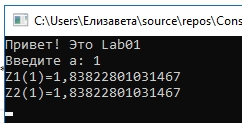 C:\Users\Елизавета\source\repos\Cons
Привет! Это Lab01
Введите a: 1
Z1(1)=1,83822801031467
Z2(1)=1,83822801031467